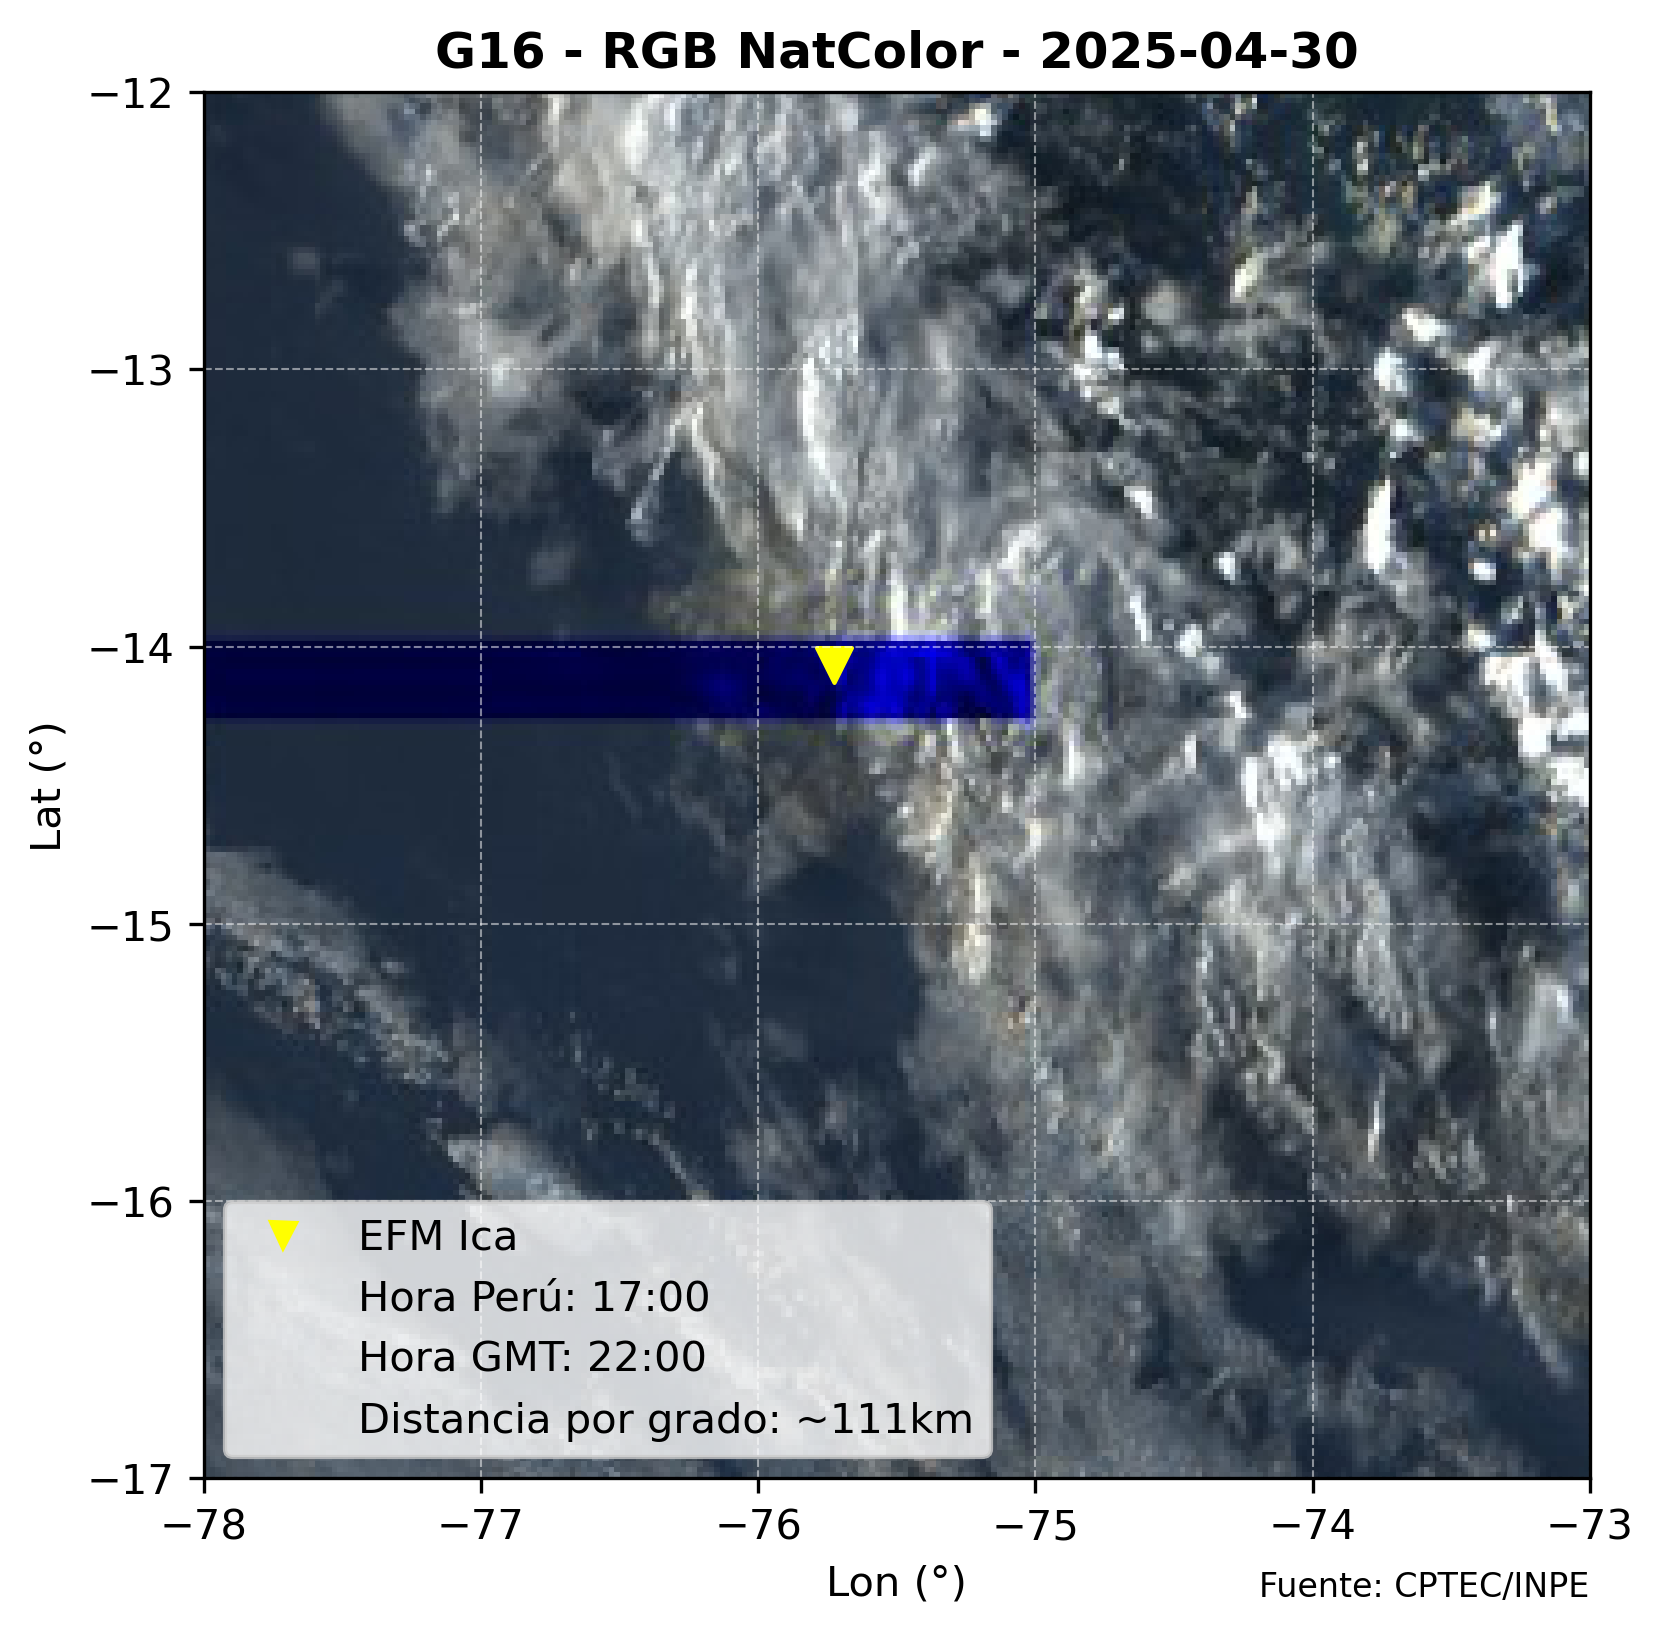 G16 - RGB NatColor - 2025-04-30
−12
−13
−14
−15
−16
−17
Lat (°)
EFM Ica
Hora Perú: 17:00
Hora GMT: 22:00
Distancia por grado: ~111km
−78 −77 −76 −75 −74 −73
Lon (°)
Fuente: CPTEC/INPE